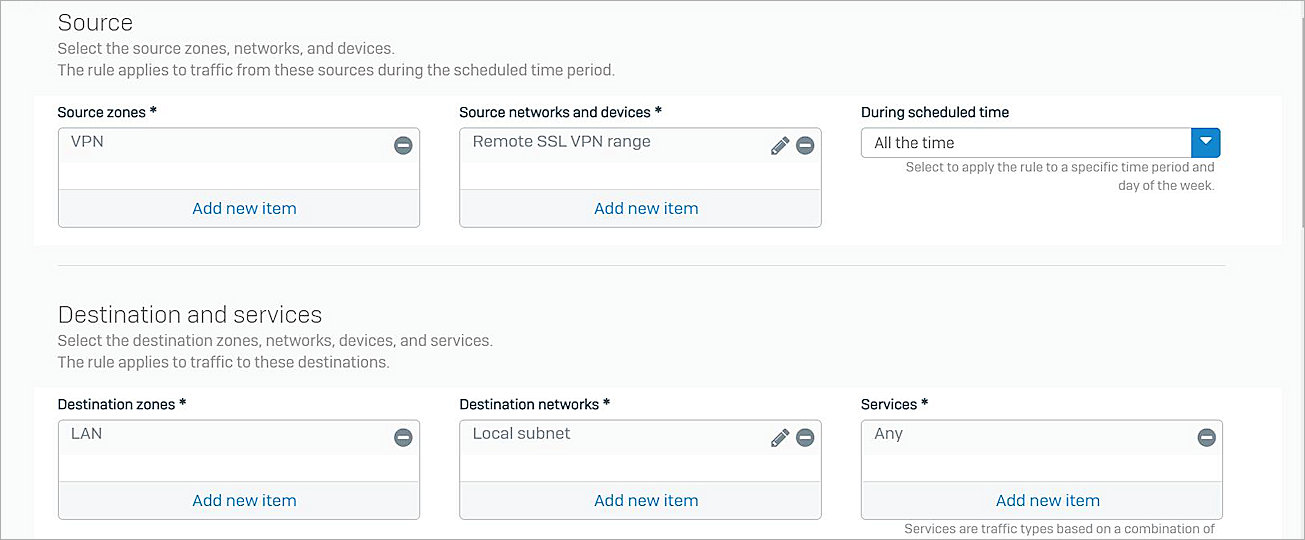 Source
Select the source zones, networks, and devices.
The rule applies to traffic from these sources during the scheduled time period.
Source zones *
Source networks and devices *
During scheduled time
VPN
Remote SSL VPN range
All the time
Select to apply the rule to a specific time period and
day of the week.
Add new item
Add new item
Destination and services
Select the destination zones, networks, devices, and services.
The rule applies to traffic to these destinations.
Destination zones *
Destination networks *
Services *
LAN
Local subnet
Any
Add new item
Add new item
Add new item
Services are traffic types based on a combination of